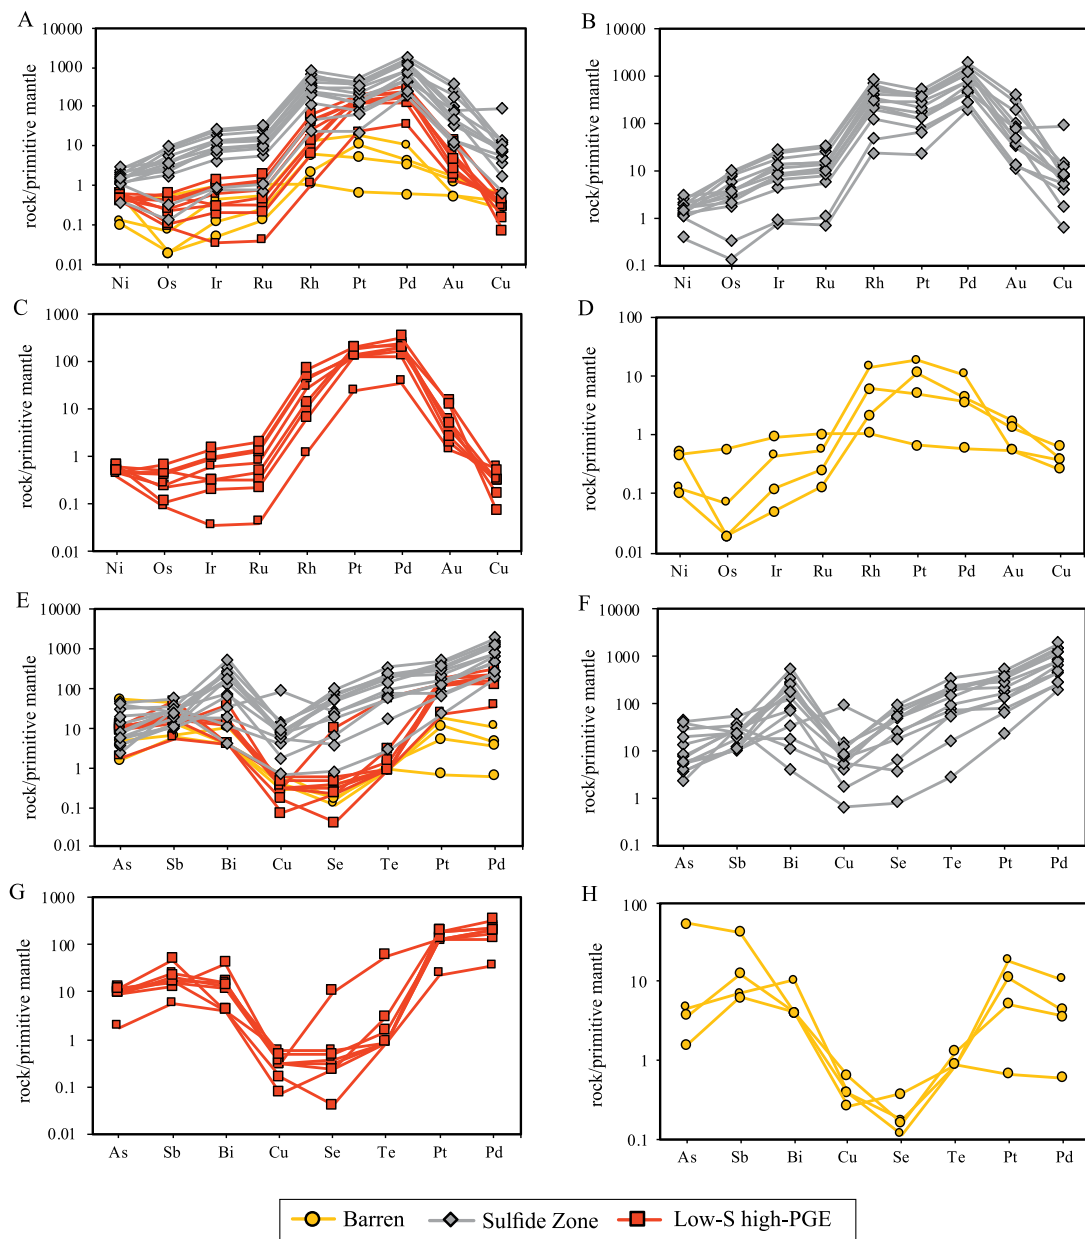 A
rock/primitive mantle
10000
1000
100
10
1
0.1
0.01
Ni Os Ir Ru Rh Pt Pd Au Cu
B
rock/primitive mantle
10000
1000
100
10
1
0.1
Ni Os Ir Ru Rh Pt Pd Au Cu
C
rock/primitive mantle
1000
100
10
1
0.1
0.01
Ni Os Ir Ru Rh Pt Pd Au Cu
D
rock/primitive mantle
100
10
1
0.1
0.01
Ni Os Ir Ru Rh Pt Pd Au Cu
E
rock/primitive mantle
10000
1000
100
10
1
0.1
0.01
As Sb Bi Cu Se Te Pt Pd
F
rock/primitive mantle
10000
1000
100
10
1
0.1
As Sb Bi Cu Se Te Pt Pd
G
rock/primitive mantle
1000
100
10
1
0.1
0.01
As Sb Bi Cu Se Te Pt Pd
H
rock/primitive mantle
100
10
1
0.1
As Sb Bi Cu Se Te Pt Pd
Barren Sulfide Zone Low-S high-PGE